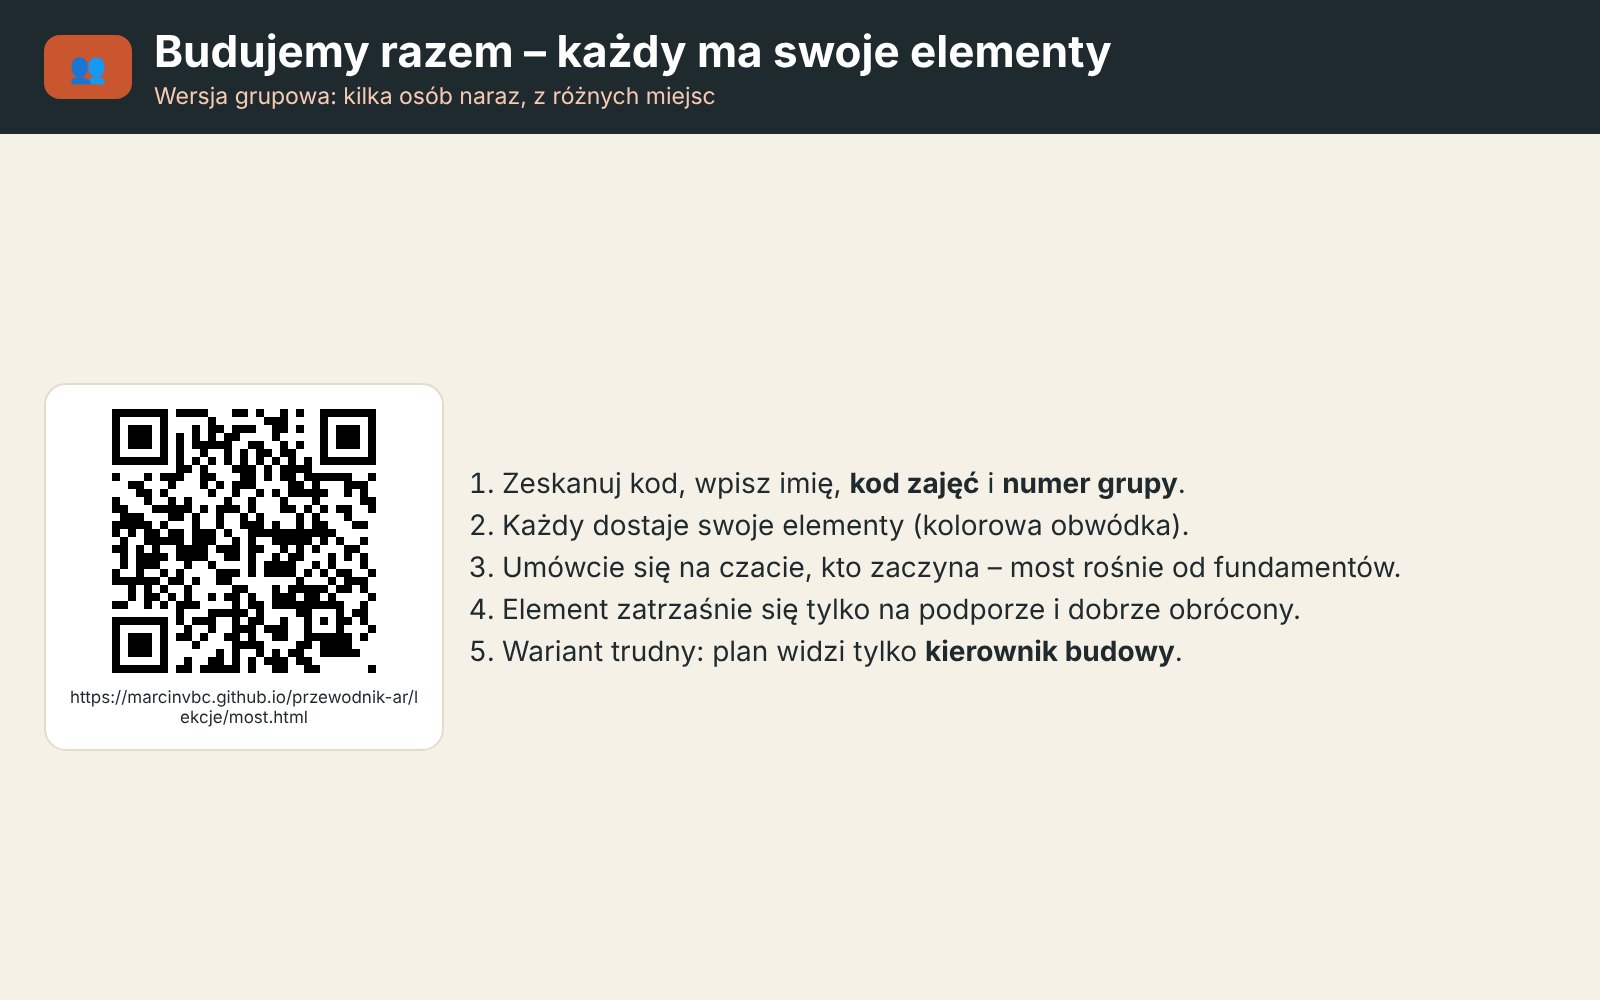 Budujemy razem – każdy ma swoje elementy
Wersja grupowa: kilka osób naraz, z różnych miejsc
https://marcinvbc.github.io/przewodnik-ar/l
ekcje/most.html
1. Zeskanuj kod, wpisz imię, kod zajęć i numer grupy.
2. Każdy dostaje swoje elementy (kolorowa obwódka).
3. Umówcie się na czacie, kto zaczyna – most rośnie od fundamentów.
4. Element zatrzaśnie się tylko na podporze i dobrze obrócony.
5. Wariant trudny: plan widzi tylko kierownik budowy.